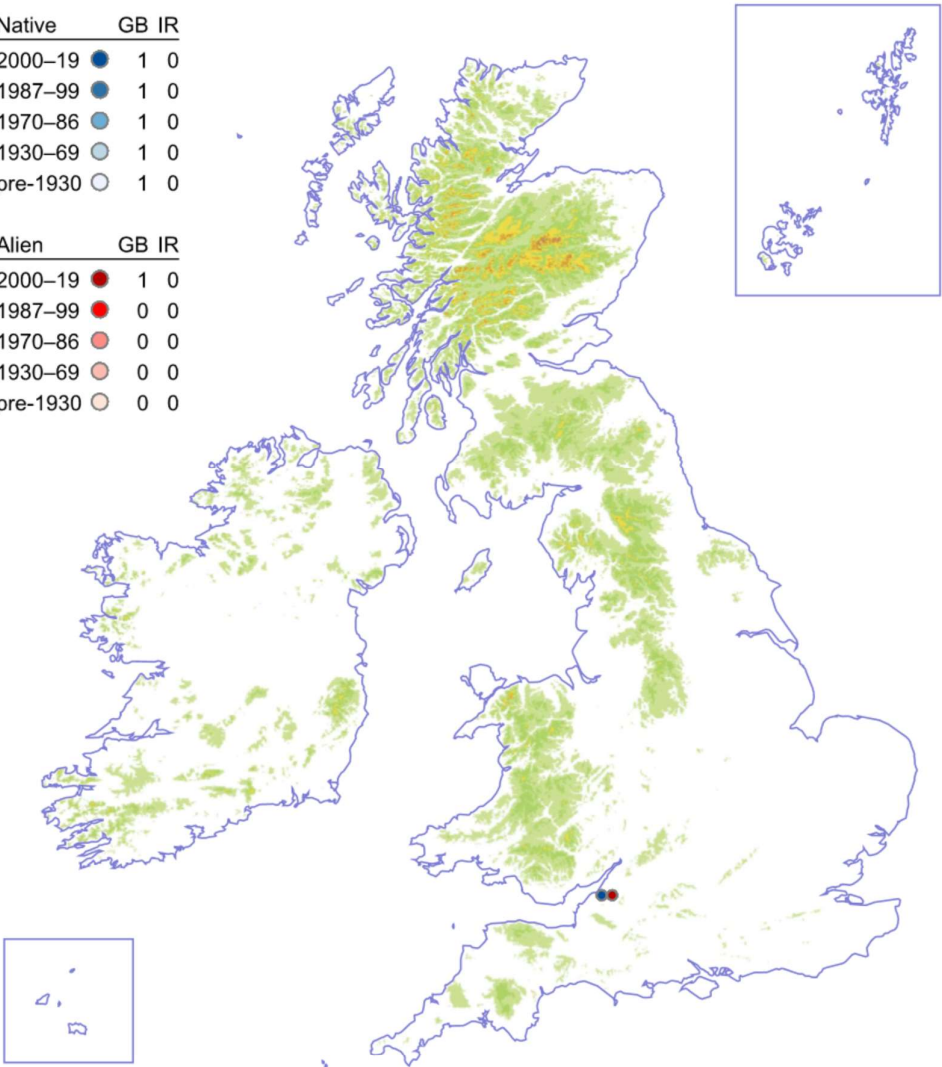 Native GB IR
2000–19 1 0
1987–99 1 0
1970–86 1 0
1930–69 1 0
pre-1930 1 0
Alien GB IR
2000–19 1 0
1987–99 0 0
1970–86 0 0
1930–69 0 0
pre-1930 0 0